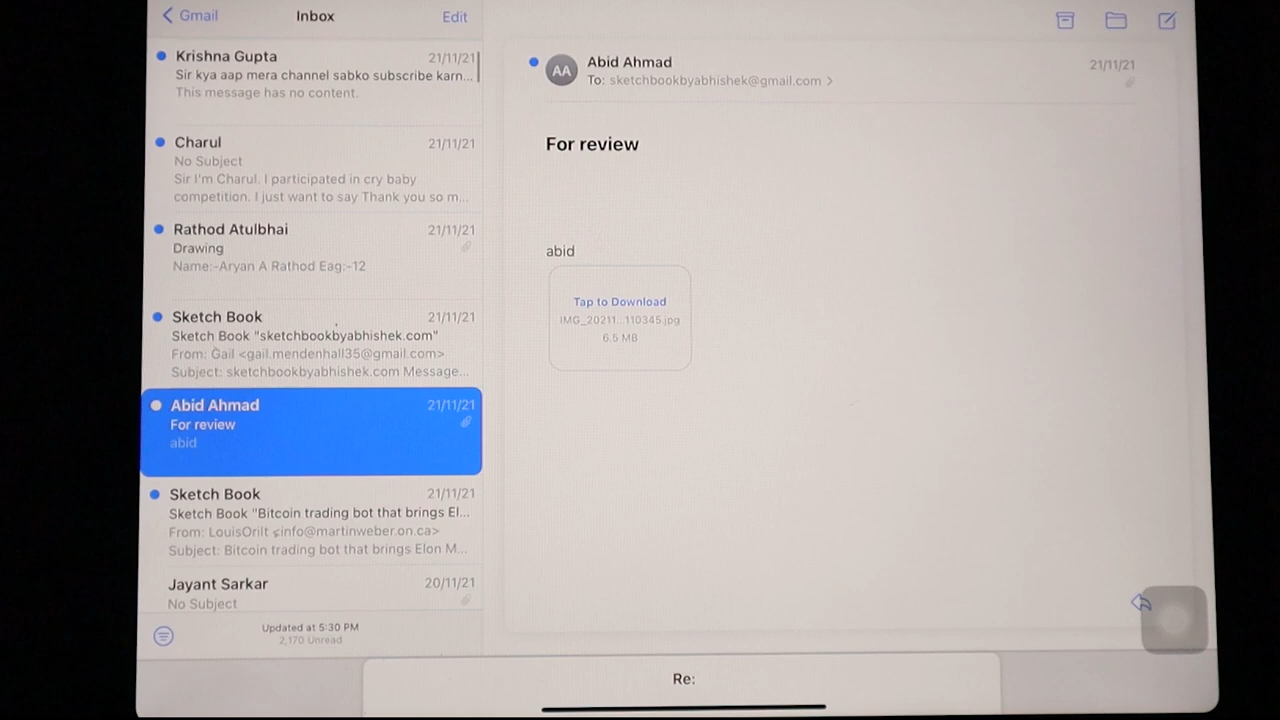 Gmail
Inbox
Edit
Krishna Gupta
21/11/21
Sir kya aap mera channel sabko subscribe karn...
This message has no content.
Charul
21/11/21
No Subject
Sir I'm Charul. I participated in cry baby
competition. I just want to say Thank you so m...
Rathod Atulbhai
21/11/21
Drawing
Name:-Aryan A Rathod Eag:-12
Sketch Book
21/11/21
Sketch Book "sketchbookbyabhishek.com"
From: Gail <gail.mendenhall35@gmail.com>
Subject: sketchbookbyabhishek.com Message...
Abid Ahmad
21/11/21
For review
abid
Sketch Book
21/11/21
Sketch Book "Bitcoin trading bot that brings El...
From: LouisOrilt <info@martinweber.on.ca>
Subject: Bitcoin trading bot that brings Elon M...
Jayant Sarkar
20/11/21
No Subject
Updated at 5:30 PM
2,170 Unread
AA
Abid Ahmad
21/11/21
To: sketchbookbyabhishek@gmail.com >
For review
abid
Tap to Download
IMG_20211...110345.jpg
6.5 MB
Re: